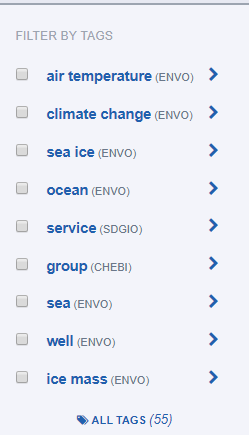 FILTER BY TAGS
air temperature (ENVO)
climate change (ENVO)
sea ice (ENVO)
ocean (ENVO)
service (SDGIO)
group (CHEBI)
sea (ENVO)
well (ENVO)
ice mass (ENVO)
ALL TAGS (55)